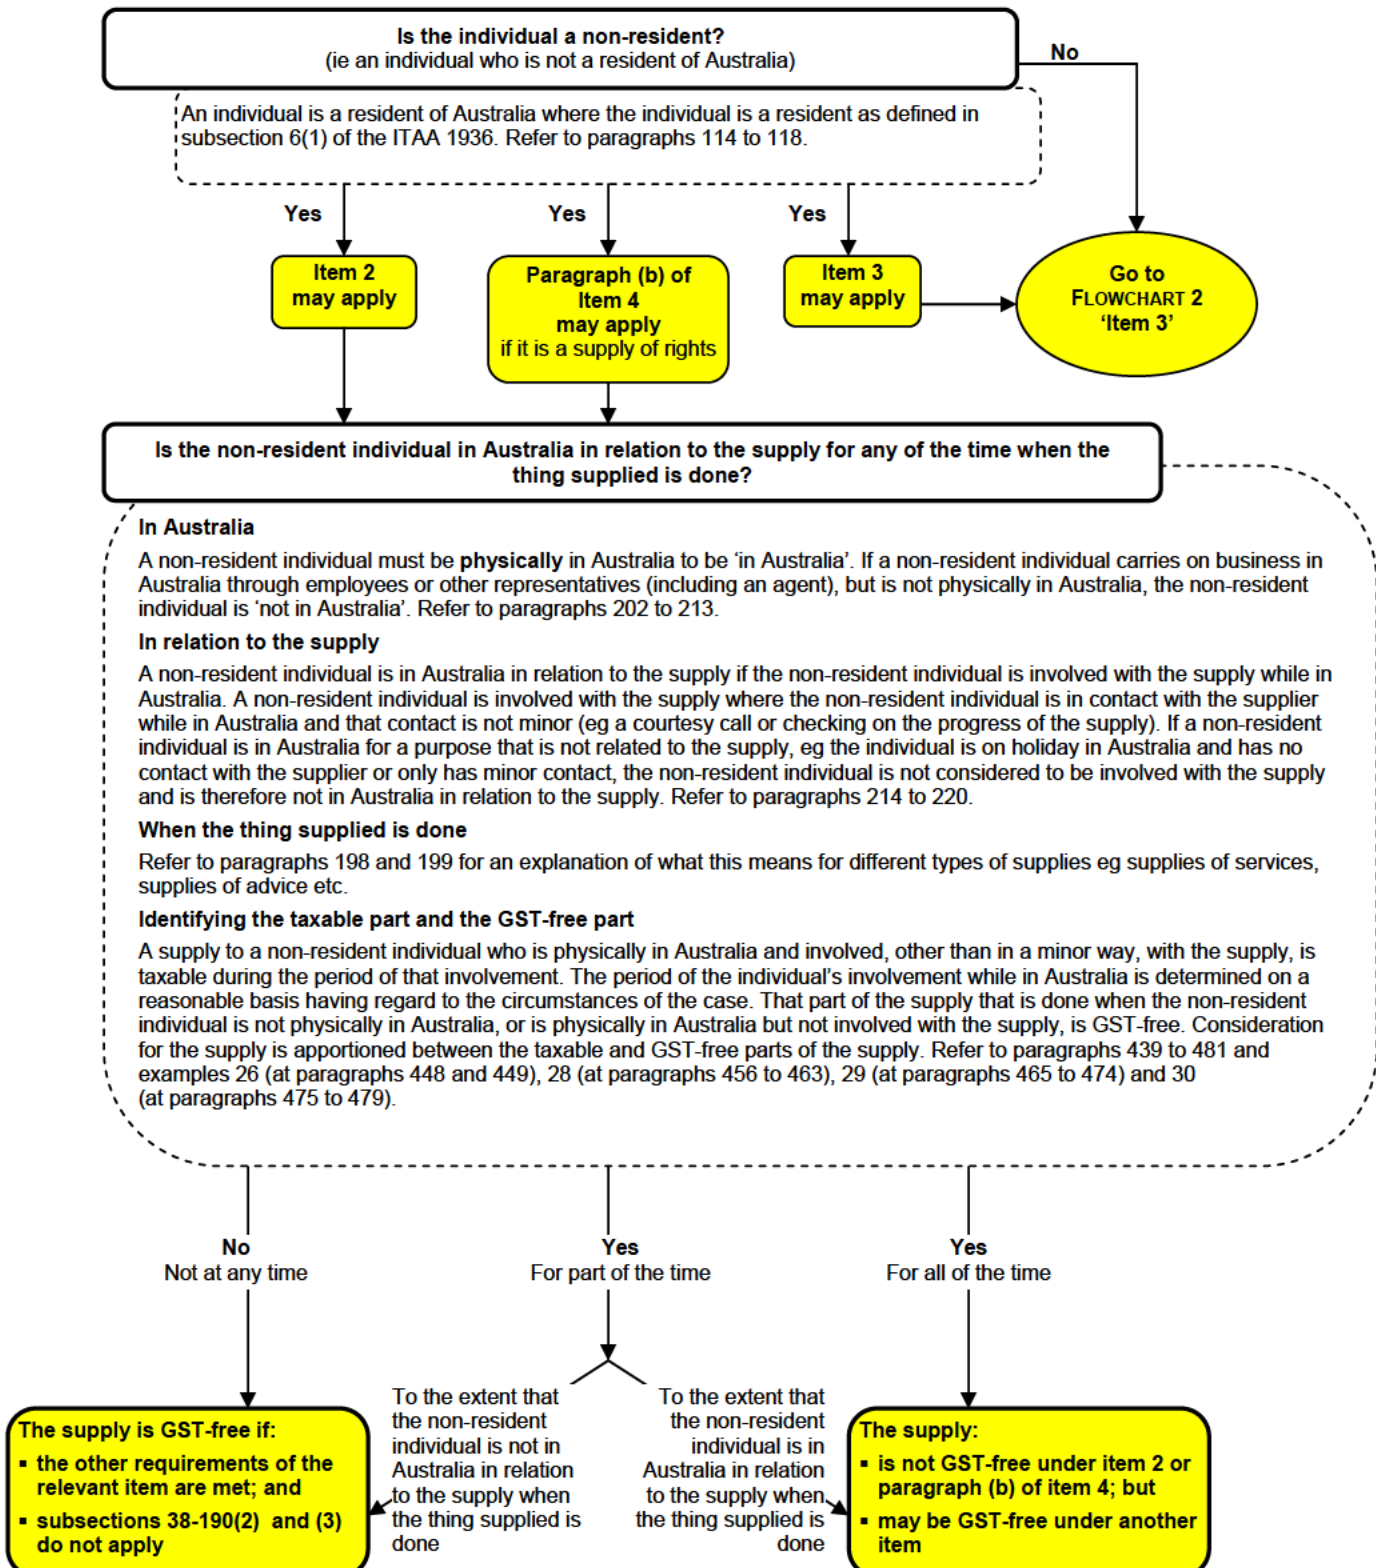 Is the individual a non-resident?
(ie an individual who is not a resident of Australia)
No
An individual is a resident of Australia where the individual is a resident as defined in
subsection 6(1) of the ITAA 1936. Refer to paragraphs 114 to 118.
Yes
Yes
Yes
Item 2
may apply
Paragraph (b) of
Item 4
may apply
if it is a supply of rights
Item 3
may apply
Go to
FLOWCHART 2
‘Item 3’
Is the non-resident individual in Australia in relation to the supply for any of the time when the
thing supplied is done?
In Australia
A non-resident individual must be physically in Australia to be ‘in Australia’. If a non-resident individual carries on business in
Australia through employees or other representatives (including an agent), but is not physically in Australia, the non-resident
individual is ‘not in Australia’. Refer to paragraphs 202 to 213.
In relation to the supply
A non-resident individual is in Australia in relation to the supply if the non-resident individual is involved with the supply while in
Australia. A non-resident individual is involved with the supply where the non-resident individual is in contact with the supplier
while in Australia and that contact is not minor (eg a courtesy call or checking on the progress of the supply). If a non-resident
individual is in Australia for a purpose that is not related to the supply, eg the individual is on holiday in Australia and has no
contact with the supplier or only has minor contact, the non-resident individual is not considered to be involved with the supply
and is therefore not in Australia in relation to the supply. Refer to paragraphs 214 to 220.
When the thing supplied is done
Refer to paragraphs 198 and 199 for an explanation of what this means for different types of supplies eg supplies of services,
supplies of advice etc.
Identifying the taxable part and the GST-free part
A supply to a non-resident individual who is physically in Australia and involved, other than in a minor way, with the supply, is
taxable during the period of that involvement. The period of the individual’s involvement while in Australia is determined on a
reasonable basis having regard to the circumstances of the case. That part of the supply that is done when the non-resident
individual is not physically in Australia, or is physically in Australia but not involved with the supply, is GST-free. Consideration
for the supply is apportioned between the taxable and GST-free parts of the supply. Refer to paragraphs 439 to 481 and
examples 26 (at paragraphs 448 and 449), 28 (at paragraphs 456 to 463), 29 (at paragraphs 465 to 474) and 30
(at paragraphs 475 to 479).
No
Not at any time
Yes
For part of the time
Yes
For all of the time
The supply is GST-free if:
▪ the other requirements of the
relevant item are met; and
▪ subsections 38-190(2) and (3)
do not apply
To the extent that
the non-resident
individual is not in
Australia in relation
to the supply when
the thing supplied is
done
To the extent that
the non-resident
individual is in
Australia in relation
to the supply when
the thing supplied is
done
The supply:
▪ is not GST-free under item 2 or
paragraph (b) of item 4; but
▪ may be GST-free under another
item